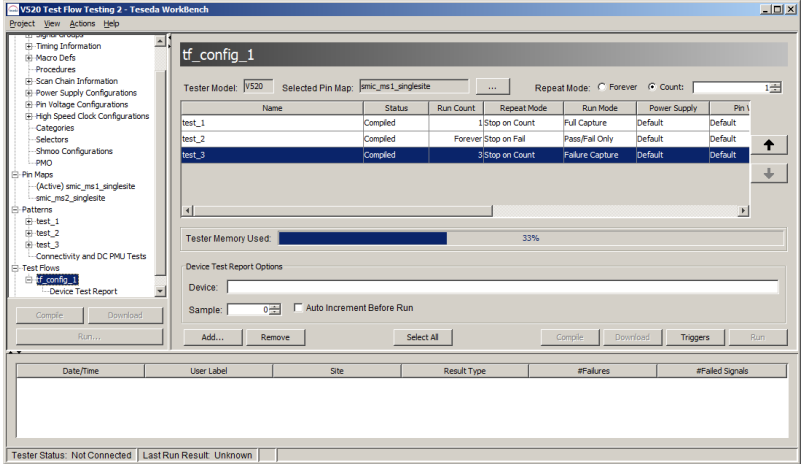 V520 Test Flow Testing 2 - Teseda WorkBench
Project View Actions Help
Signal Groups
Timing Information
Macro Defs
Procedures
Scan Chain Information
Power Supply Configurations
Pin Voltage Configurations
High Speed Clock Configurations
Categories
Selectors
Shmoo Configurations
PMO
Pin Maps
(Active) smic_ms1_singlesite
smic_ms2_singlesite
Patterns
test_1
test_2
test_3
Connectivity and DC PMU Tests
Test Flows
tf_config_1
Device Test Report
Compile Download
Run...
tf_config_1
Tester Model: V520 Selected Pin Map: smic_ms1_singlesite ... Repeat Mode: Forever Count: 1
Name Status Run Count Repeat Mode Run Mode Power Supply Pin V
test_1 Compiled 1 Stop on Count Full Capture Default Default
test_2 Compiled Forever Stop on Fail Pass/Fail Only Default Default
test_3 Compiled 3 Stop on Count Failure Capture Default Default
Tester Memory Used: 33%
Device Test Report Options
Device:
Sample: 0 Auto Increment Before Run
Add... Remove Select All Compile Download Triggers Run
Date/Time User Label Site Result Type #Failures #Failed Signals
Tester Status: Not Connected Last Run Result: Unknown